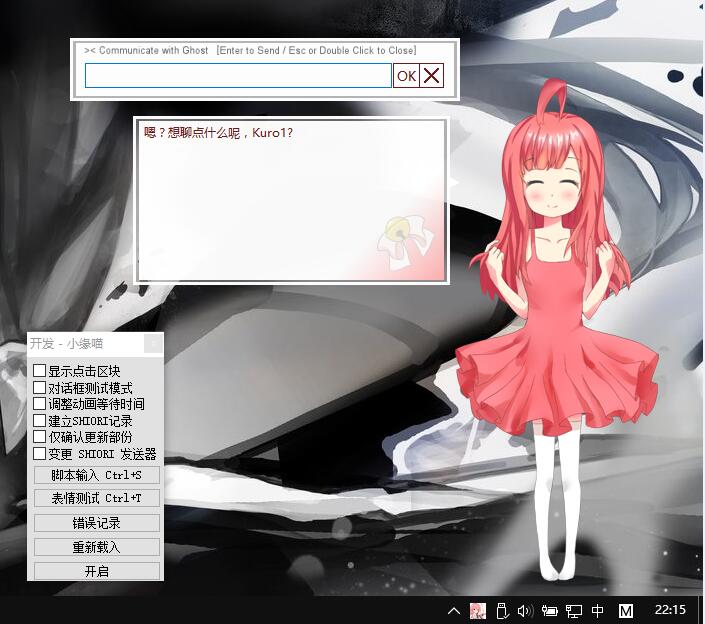 >< Communicate with Ghost [Enter to Send / Esc or Double Click to Close]
OK
嗯？想聊点什么呢，Kuro1?
开发 - 小缘喵
显示点击区块
对话框测试模式
调整动画等待时间
建立SHIORI记录
仅确认更新部份
变更 SHIORI 发送器
脚本输入 Ctrl+S
表情测试 Ctrl+T
错误记录
重新载入
开启
中
M
22:15